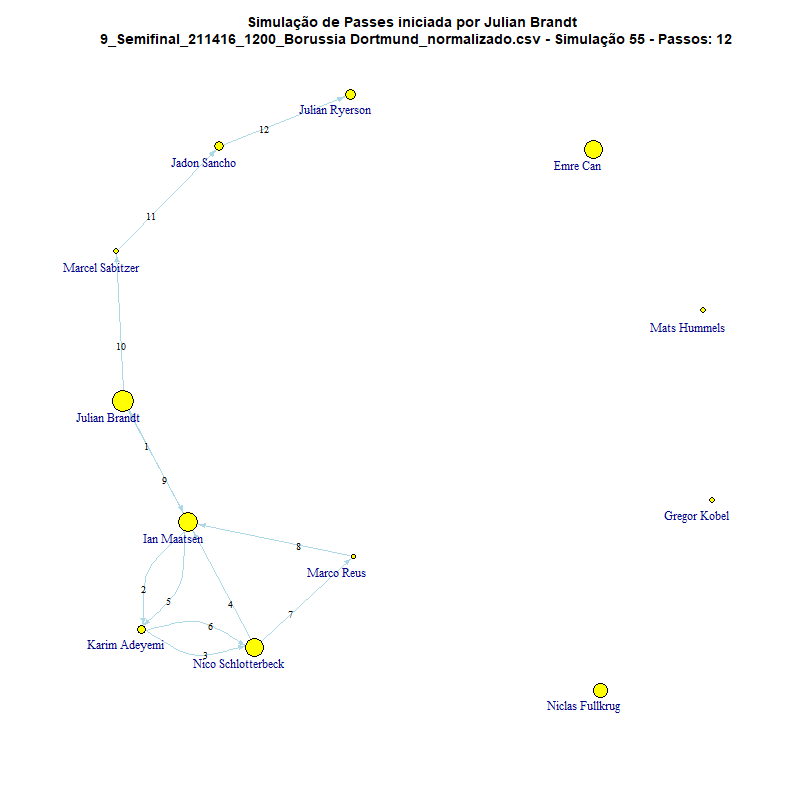 Simulação de Passes iniciada por Julian Brandt
9_Semifinal_211416_1200_Borussia Dortmund_normalizado.csv - Simulação 55 - Passos: 12
Julian Ryerson
12
Jadon Sancho
Emre Can
11
Marcel Sabitzer
Mats Hummels
10
Julian Brandt
1
9
Gregor Kobel
Ian Maatsen
8
Marco Reus
2
5
4
7
6
Karim Adeyemi
3
Nico Schlotterbeck
Niclas Fullkrug